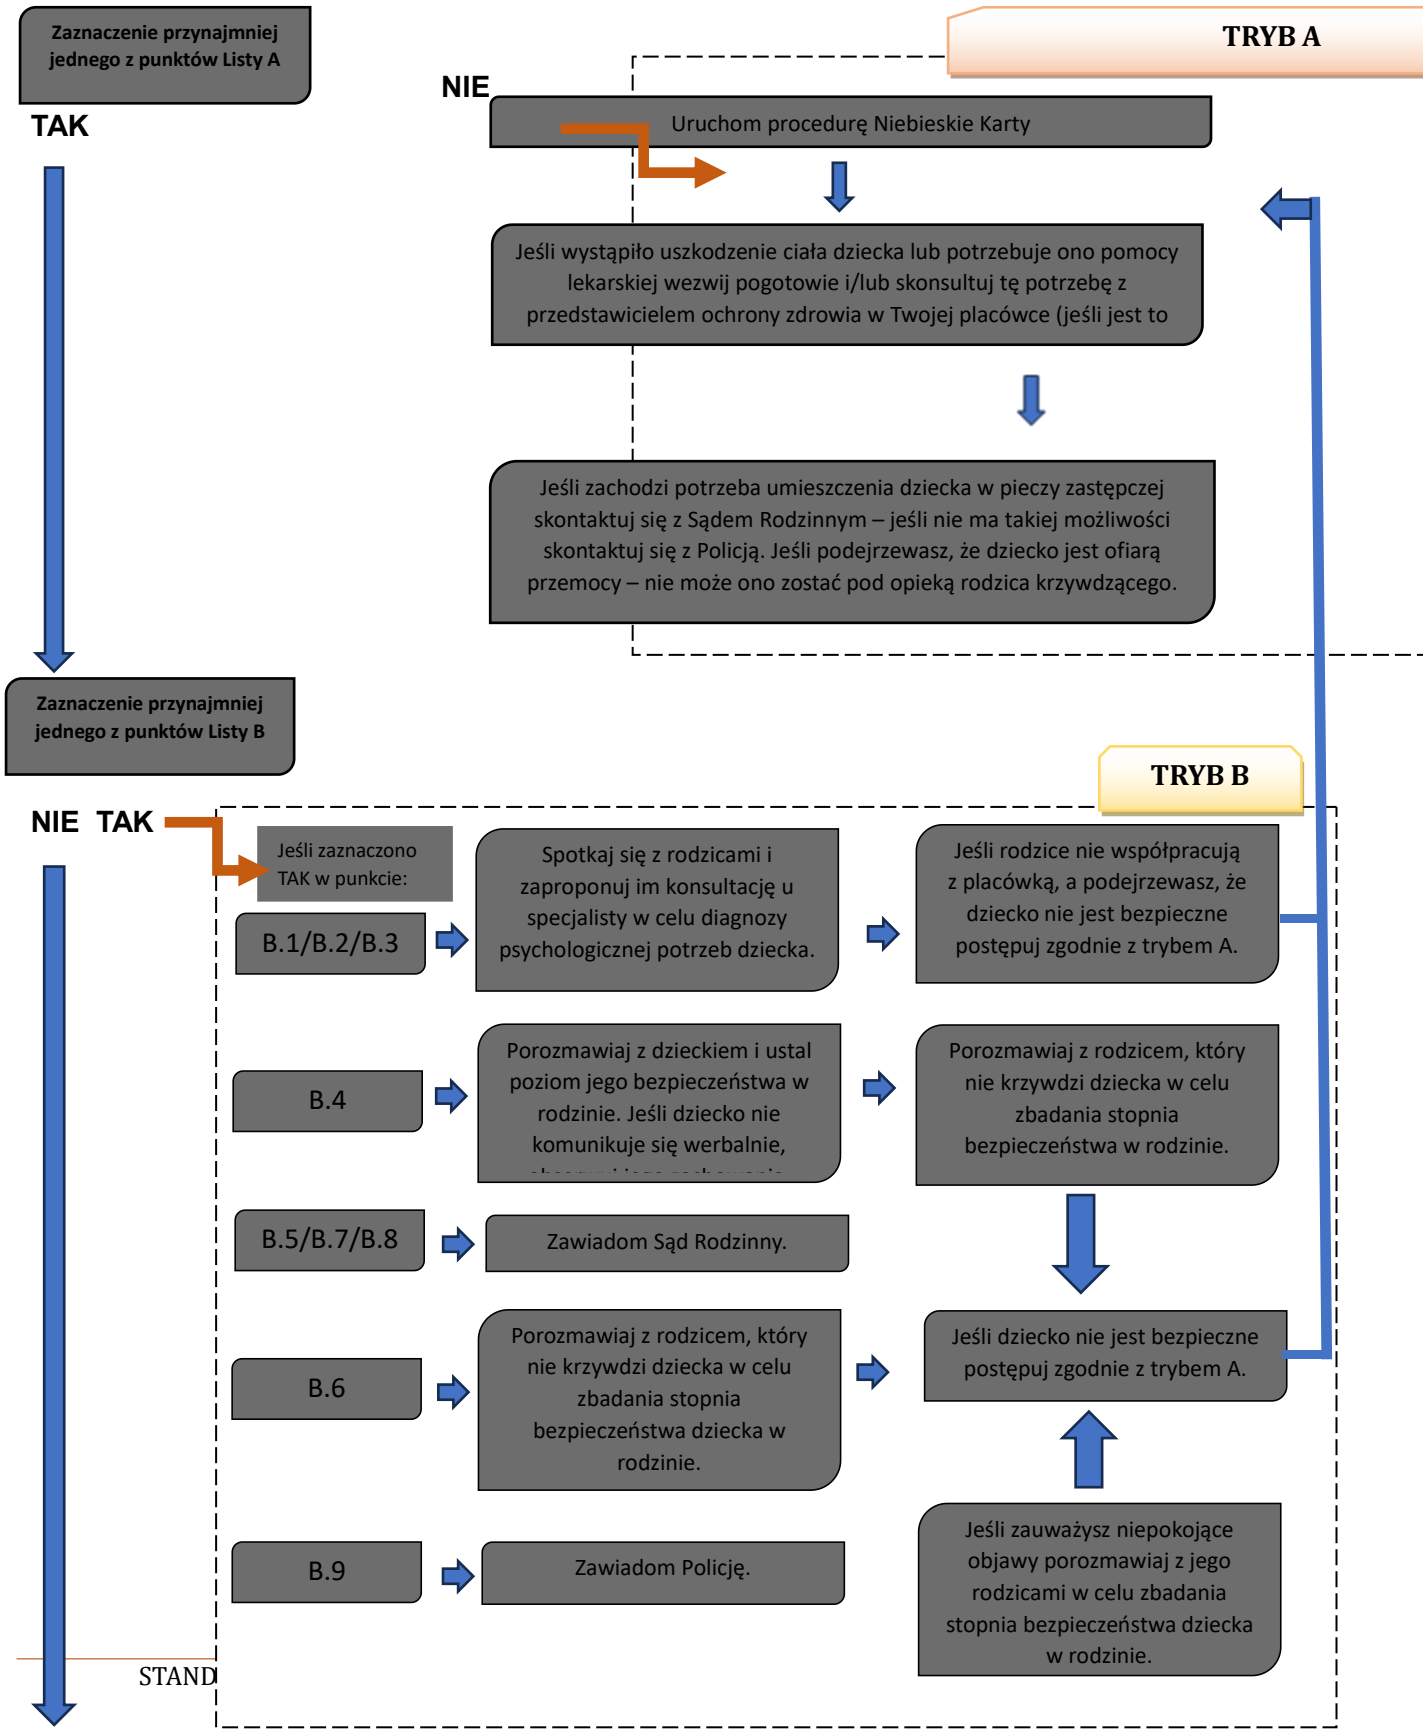 Zaznaczenie przynajmniej
jednego z punktów Listy A
TRYB A
NIE
TAK
Uruchom procedurę Niebieskie Karty
Jeśli wystąpiło uszkodzenie ciała dziecka lub potrzebuje ono pomocy
lekarskiej wezwij pogotowie i/lub skonsultuj tę potrzebę z
przedstawicielem ochrony zdrowia w Twojej placówce (jeśli jest to
Jeśli zachodzi potrzeba umieszczenia dziecka w pieczy zastępczej
skontaktuj się z Sądem Rodzinnym – jeśli nie ma takiej możliwości
skontaktuj się z Policją. Jeśli podejrzewasz, że dziecko jest ofiarą
przemocy – nie może ono zostać pod opieką rodzica krzywdzącego.
Zaznaczenie przynajmniej
jednego z punktów Listy B
TRYB B
NIE TAK
Jeśli zaznaczono
TAK w punkcie:
B.1/B.2/B.3
Spotkaj się z rodzicami i
zaproponuj im konsultację u
specjalisty w celu diagnozy
psychologicznej potrzeb dziecka.
Jeśli rodzice nie współpracują
z placówką, a podejrzewasz, że
dziecko nie jest bezpieczne
postępuj zgodnie z trybem A.
B.4
Porozmawiaj z dzieckiem i ustal
poziom jego bezpieczeństwa w
rodzinie. Jeśli dziecko nie
komunikuje się werbalnie,
Porozmawiaj z rodzicem, który
nie krzywdzi dziecka w celu
zbadania stopnia
bezpieczeństwa w rodzinie.
B.5/B.7/B.8
Zawiadom Sąd Rodzinny.
B.6
Porozmawiaj z rodzicem, który
nie krzywdzi dziecka w celu
zbadania stopnia
bezpieczeństwa dziecka w
rodzinie.
Jeśli dziecko nie jest bezpieczne
postępuj zgodnie z trybem A.
B.9
Zawiadom Policję.
Jeśli zauważysz niepokojące
objawy porozmawiaj z jego
rodzicami w celu zbadania
stopnia bezpieczeństwa dziecka
w rodzinie.
STAND